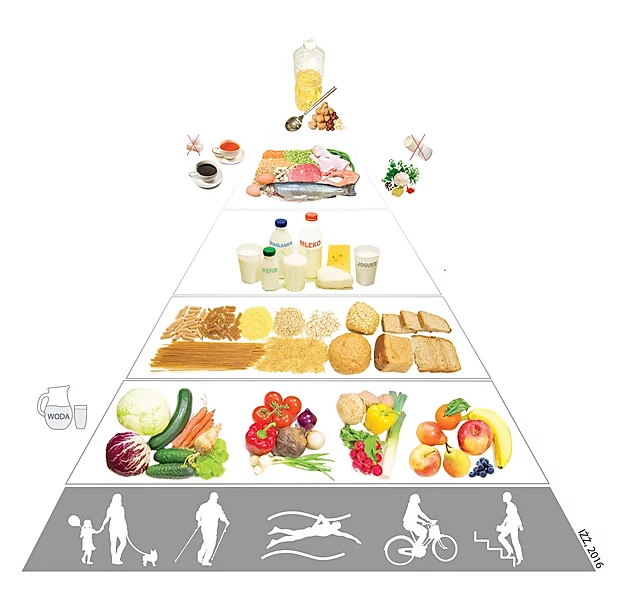 MAŚLANKA
MLEKO
KEFIR
JOGURT
WODA
IŻŻ, 2016